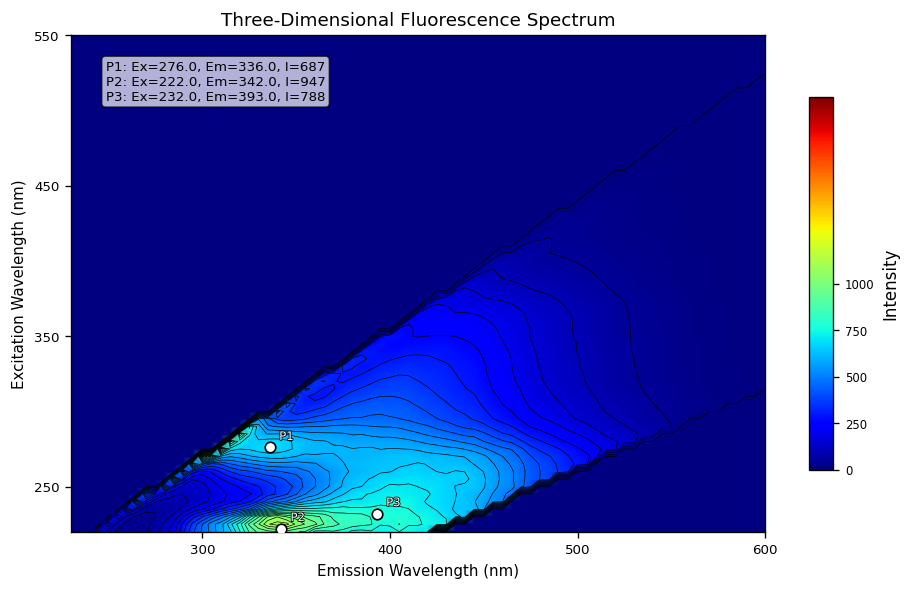 Three-Dimensional Fluorescence Spectrum
P1: Ex=276.0, Em=336.0, I=687
P2: Ex=222.0, Em=342.0, I=947
P3: Ex=232.0, Em=393.0, I=788
550
450
350
250
Excitation Wavelength (nm)
P1
P2
P3
300
400
500
600
Emission Wavelength (nm)
1000
750
500
250
0
Intensity